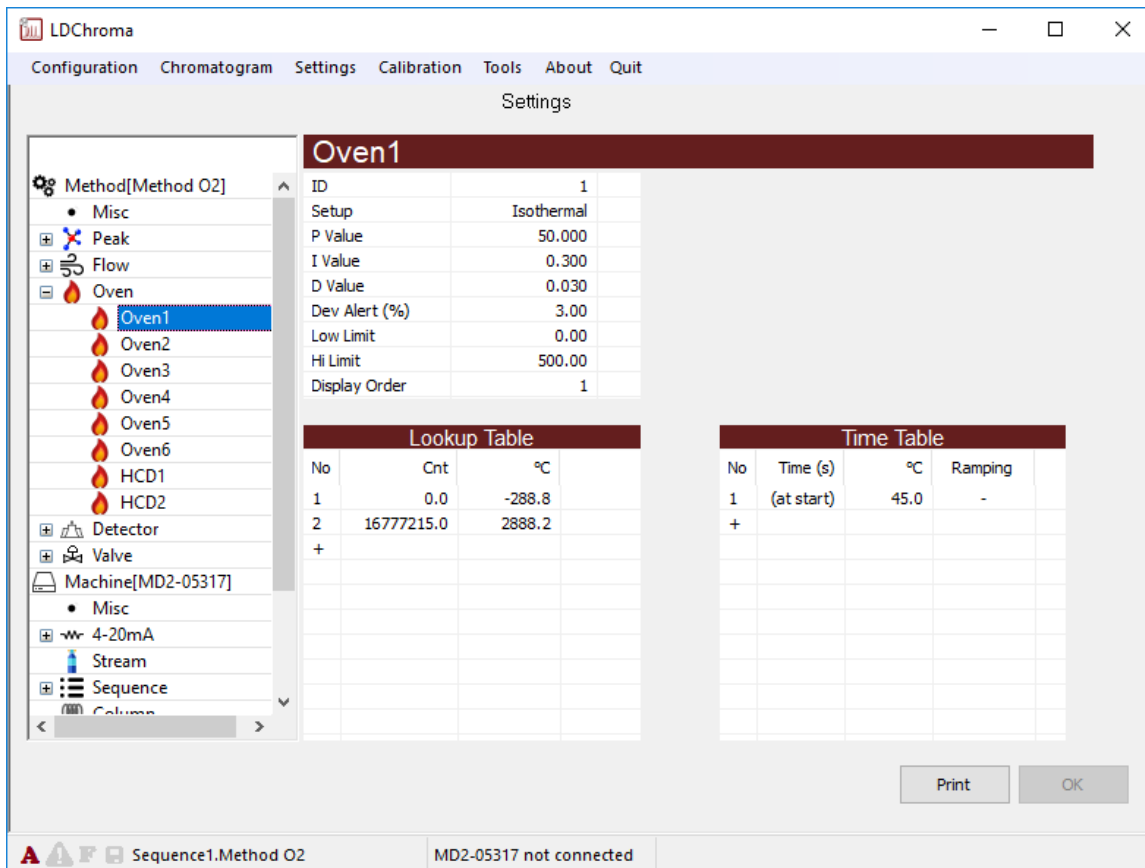 LDChroma
Configuration Chromatogram Settings Calibration Tools About Quit
Settings
Method[Method O2]
Misc
Peak
Flow
Oven
Oven1
Oven2
Oven3
Oven4
Oven5
Oven6
HCD1
HCD2
Detector
Valve
Machine[MD2-05317]
Misc
4-20mA
Stream
Sequence
Column
Oven1
ID 1
Setup Isothermal
P Value 50.000
I Value 0.300
D Value 0.030
Dev Alert (%) 3.00
Low Limit 0.00
Hi Limit 500.00
Display Order 1
Lookup Table
No Cnt ºC
1 0.0 -288.8
2 16777215.0 2888.2
+
Time Table
No Time (s) ºC Ramping
1 (at start) 45.0 -
+
Print OK
A F Sequence1.Method O2 MD2-05317 not connected